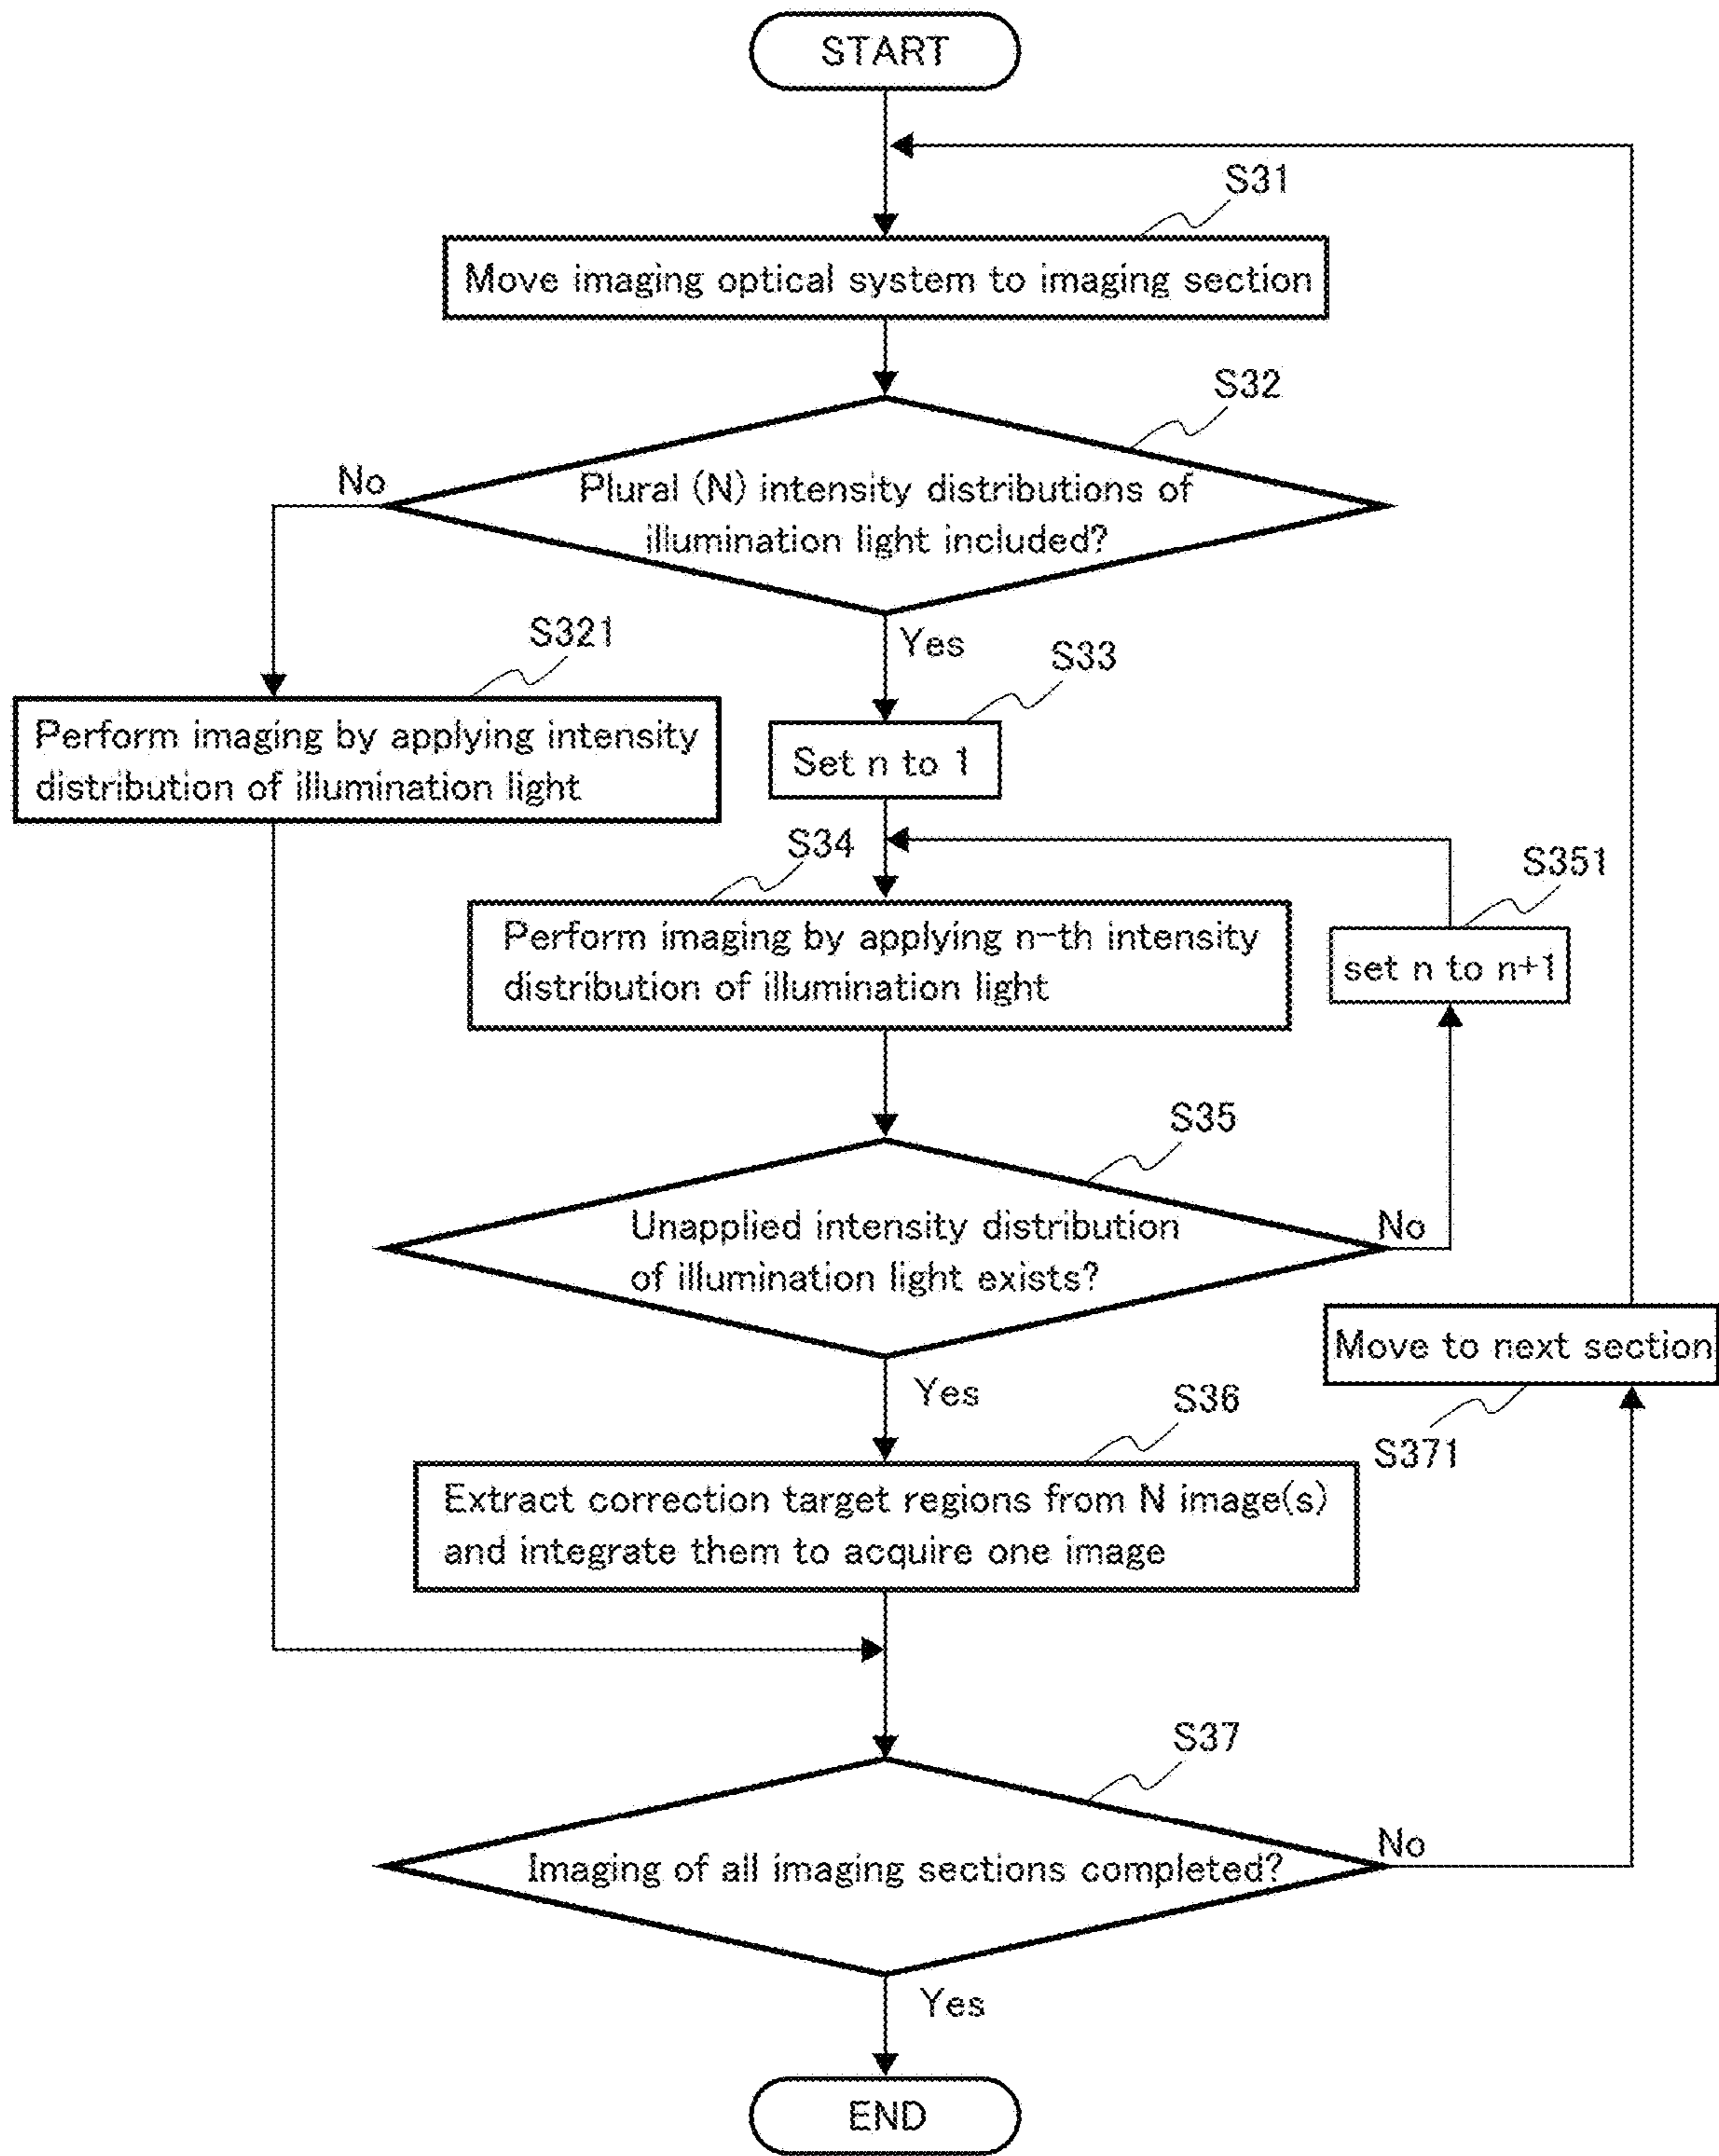 START
S31
Move imaging optical system to imaging section
S32
No
Plural (N) intensity distributions of
illumination light included?
S321
Yes
S33
Perform imaging by applying intensity
distribution of illumination light
Set n to 1
S34
S351
Perform imaging by applying n-th intensity
distribution of illumination light
set n to n+1
S35
Unapplied intensity distribution
of illumination light exists?
No
Move to next section
Yes
S36
S371
Extract correction target regions from N image(s)
and integrate them to acquire one image
S37
No
Imaging of all imaging sections completed?
Yes
END